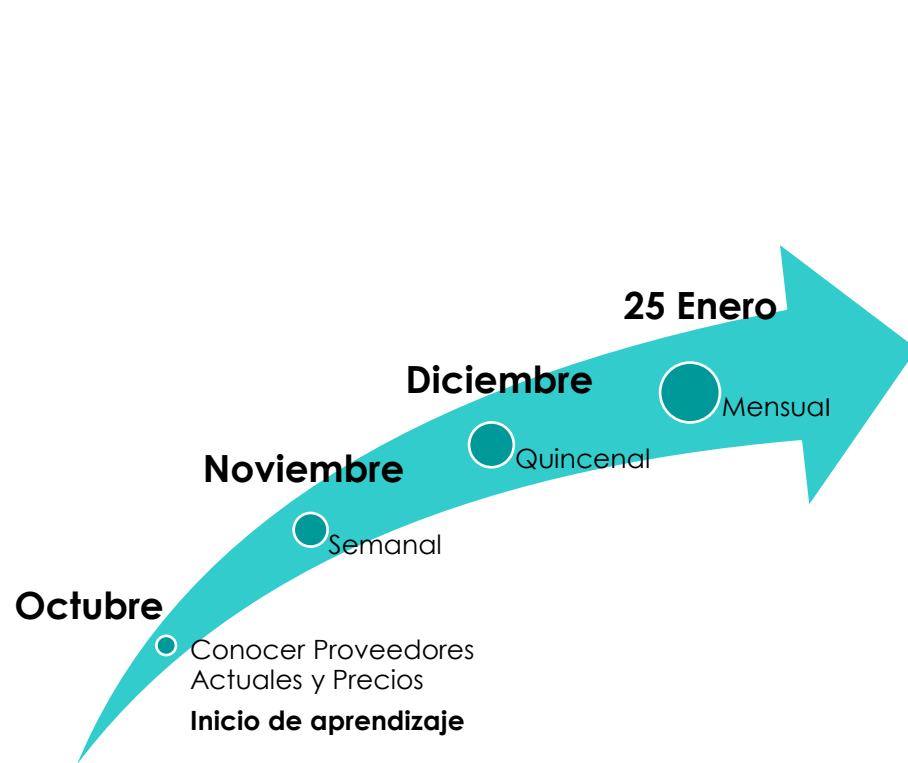 Octubre
Conocer Proveedores
Actuales y Precios
Inicio de aprendizaje
Noviembre
Semanal
Diciembre
Quincenal
25 Enero
Mensual